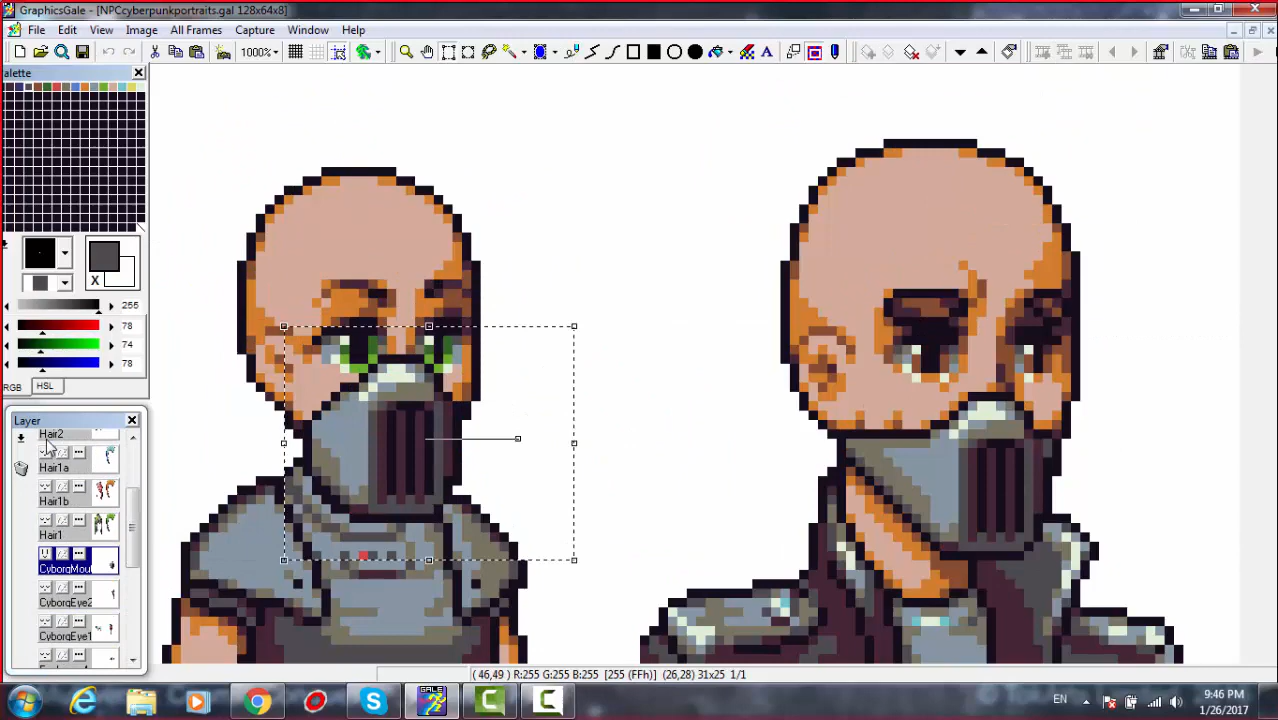 GraphicsGale - [NPCcyberpunkportraits.gal 128x64x8]
File Edit View Image All Frames Capture Window Help
1000%
alette
X
255
78
74
78
RGB HSL
Layer
Hair2
Hair1a
Hair1b
Hair1
CyborgMou
CyborgEye2
CyborgEye1
( 46,49 ) R:255 G:255 B:255 [255 (FFh)] (26,28) 31x25 1/1
EN
9:46 PM
1/26/2017